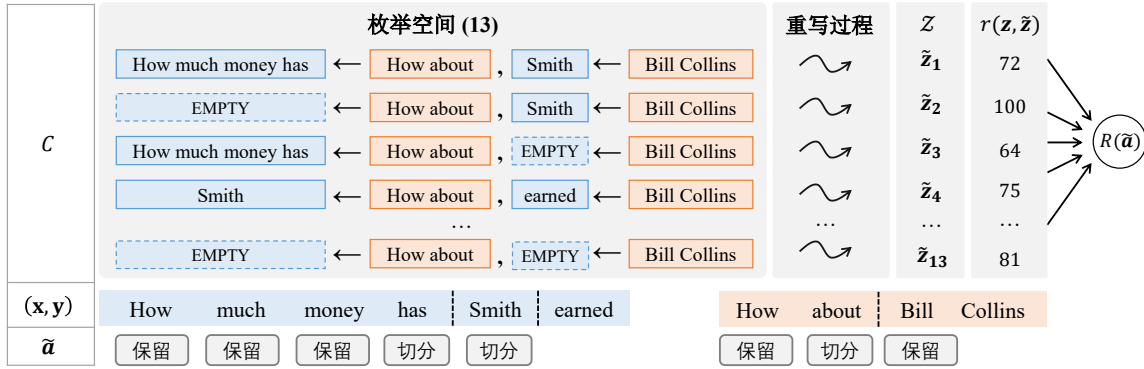 枚举空间 (13) 重写过程 𝒵 r(z, z̃)
C
How much money has ← How about , Smith ← Bill Collins z̃₁ 72
EMPTY ← How about , Smith ← Bill Collins z̃₂ 100
How much money has ← How about , EMPTY ← Bill Collins z̃₃ 64
Smith ← How about , earned ← Bill Collins z̃₄ 75
… … … …
EMPTY ← How about , EMPTY ← Bill Collins z̃₁₃ 81
R(ã)
(x, y) How much money has Smith earned How about Bill Collins
ã 保留 保留 保留 切分 切分 保留 切分 保留